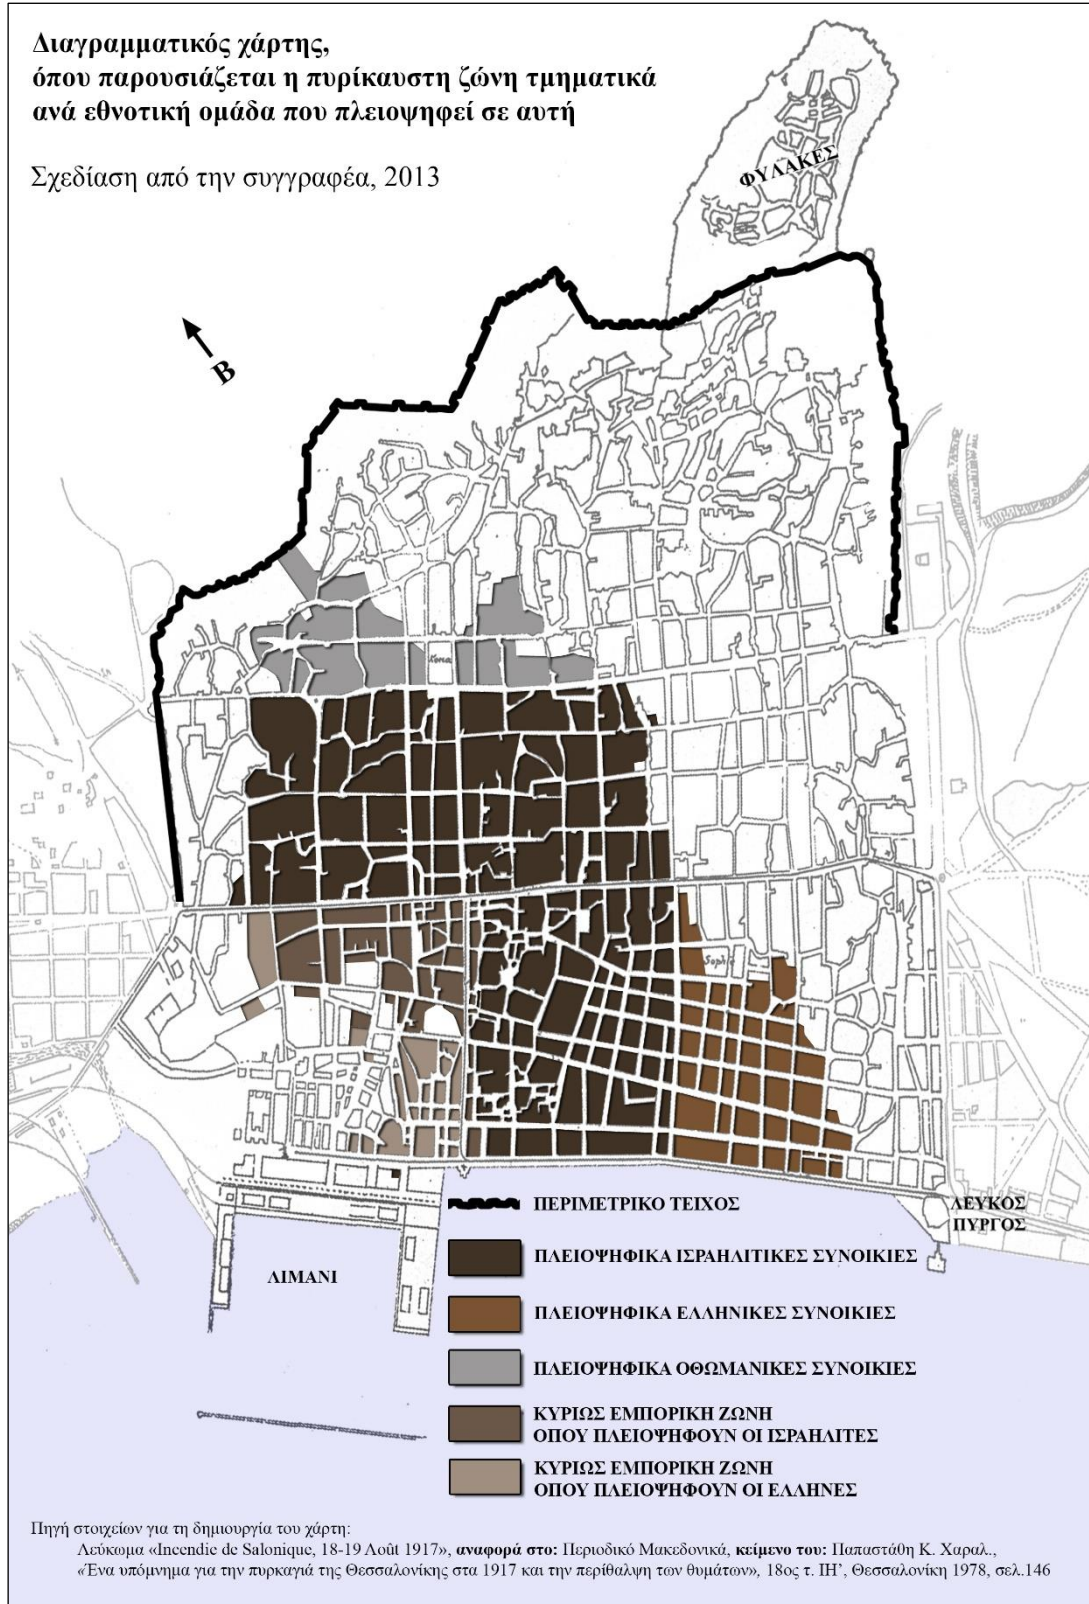 Διαγραμματικός χάρτης,
όπου παρουσιάζεται η πυρίκαυστη ζώνη τμηματικά
ανά εθνοτική ομάδα που πλειοψηφεί σε αυτή
Σχεδίαση από την συγγραφέα, 2013
ΦΥΛΑΚΕΣ
Β
Kona
Sophie
ΠΕΡΙΜΕΤΡΙΚΟ ΤΕΙΧΟΣ
ΛΕΥΚΟΣ
ΠΥΡΓΟΣ
ΠΛΕΙΟΨΗΦΙΚΑ ΙΣΡΑΗΛΙΤΙΚΕΣ ΣΥΝΟΙΚΙΕΣ
ΛΙΜΑΝΙ
ΠΛΕΙΟΨΗΦΙΚΑ ΕΛΛΗΝΙΚΕΣ ΣΥΝΟΙΚΙΕΣ
ΠΛΕΙΟΨΗΦΙΚΑ ΟΘΩΜΑΝΙΚΕΣ ΣΥΝΟΙΚΙΕΣ
ΚΥΡΙΩΣ ΕΜΠΟΡΙΚΗ ΖΩΝΗ
ΟΠΟΥ ΠΛΕΙΟΨΗΦΟΥΝ ΟΙ ΙΣΡΑΗΛΙΤΕΣ
ΚΥΡΙΩΣ ΕΜΠΟΡΙΚΗ ΖΩΝΗ
ΟΠΟΥ ΠΛΕΙΟΨΗΦΟΥΝ ΟΙ ΕΛΛΗΝΕΣ
Πηγή στοιχείων για τη δημιουργία του χάρτη:
Λεύκωμα «Incendie de Salonique, 18-19 Août 1917», αναφορά στο: Περιοδικό Μακεδονικά, κείμενο του: Παπαστάθη Κ. Χαραλ.,
«Ένα υπόμνημα για την πυρκαγιά της Θεσσαλονίκης στα 1917 και την περίθαλψη των θυμάτων», 18ος τ. ΙΗ', Θεσσαλονίκη 1978, σελ.146